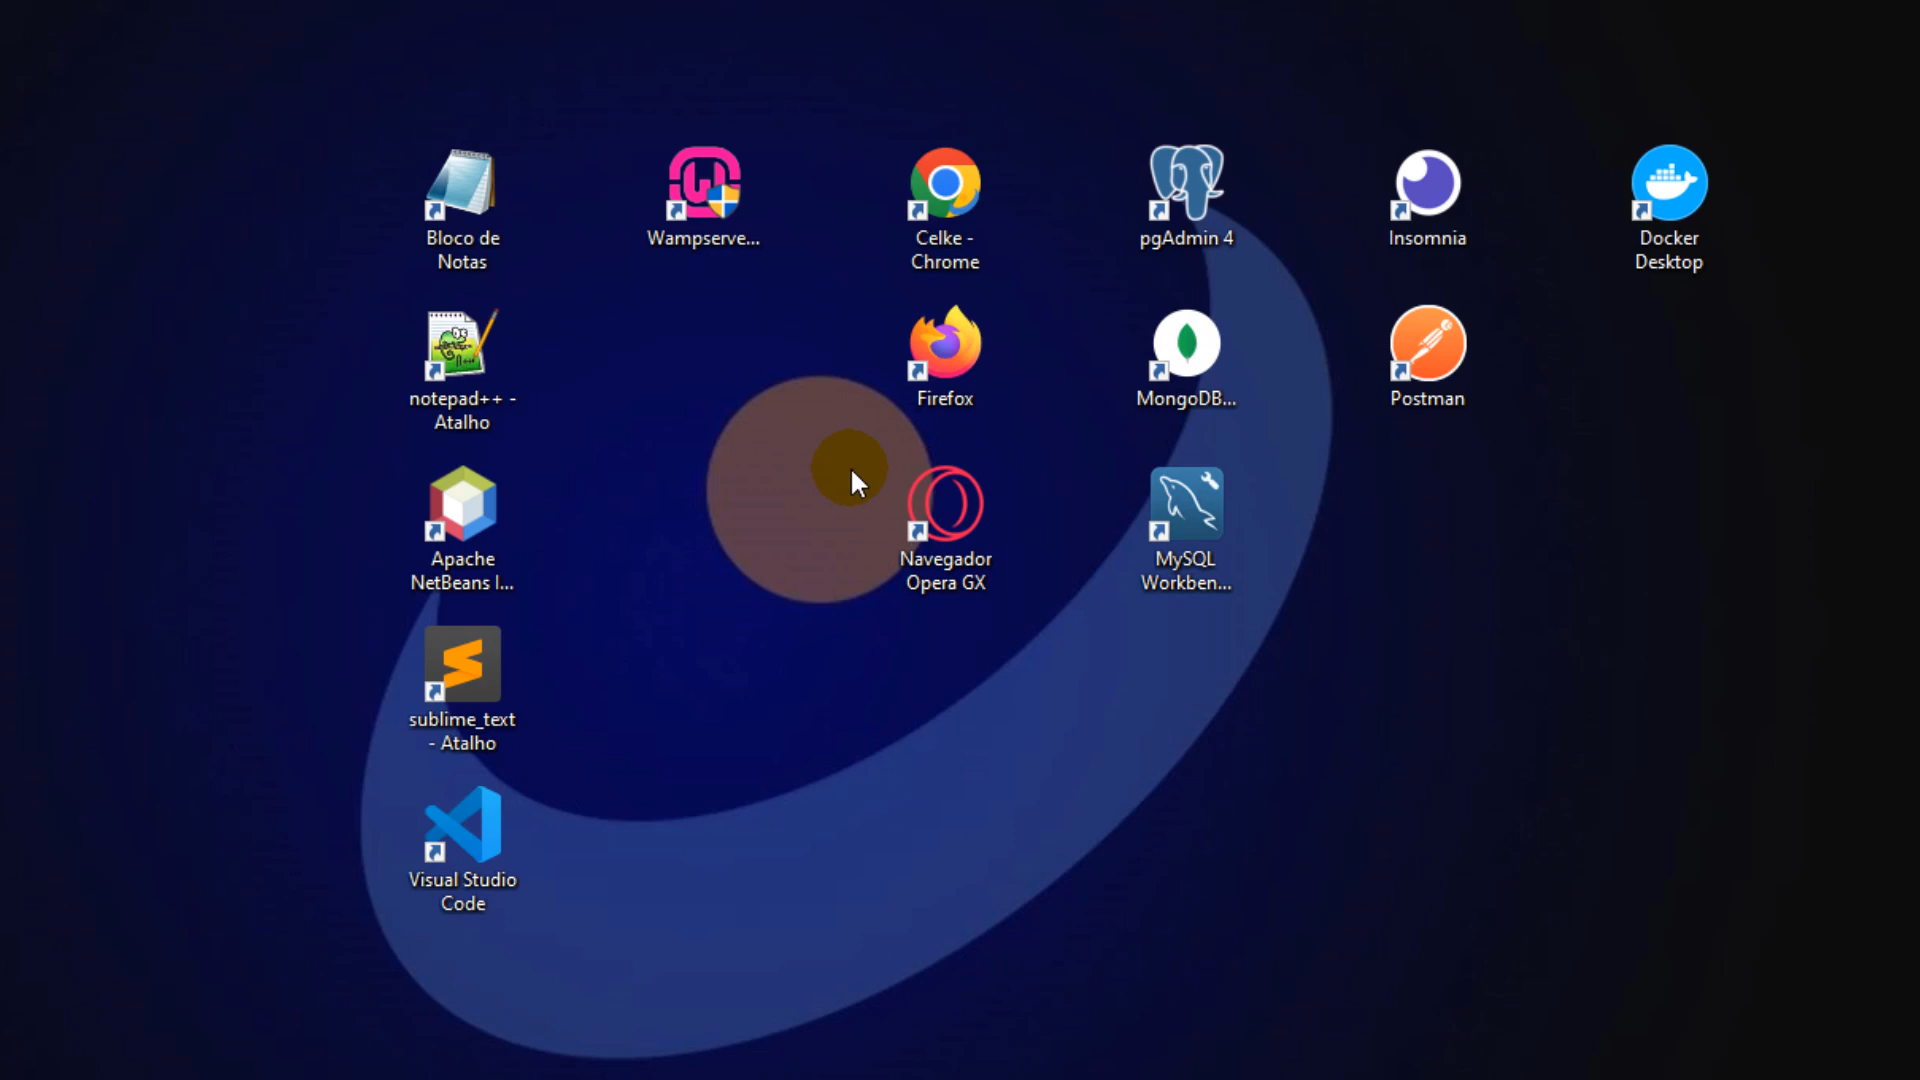 Bloco de
Notas
Wampserve...
Celke -
Chrome
pgAdmin 4
Insomnia
Docker
Desktop
notepad++ -
Atalho
Firefox
MongoDB...
Postman
Apache
NetBeans I...
Navegador
Opera GX
MySQL
Workben...
sublime_text
- Atalho
Visual Studio
Code